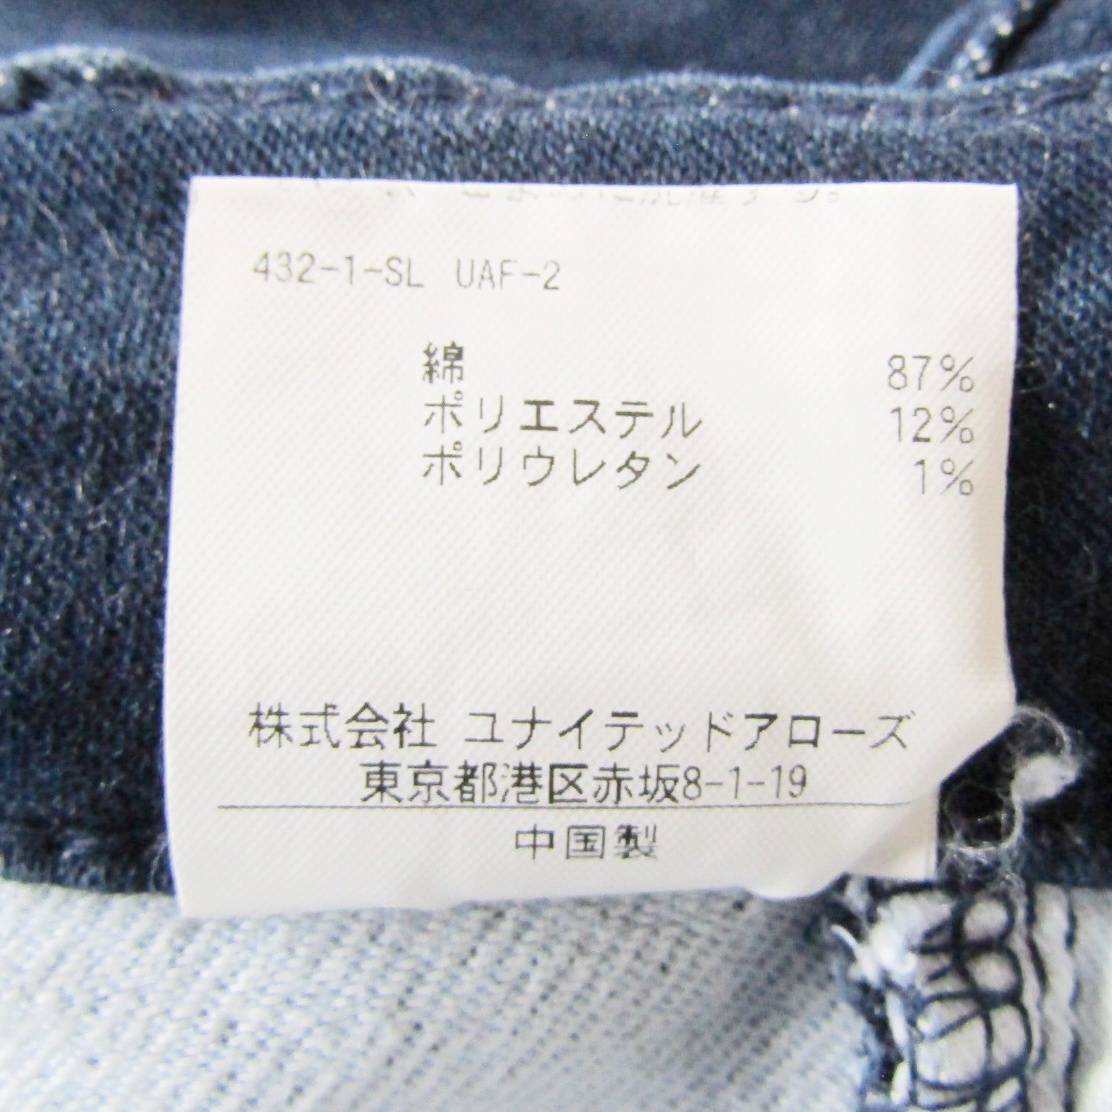 432-1-SL UAF-2
綿 87%
ポリエステル 12%
ポリウレタン 1%
株式会社 ユナイテッドアローズ
東京都港区赤坂8-1-19
中国製